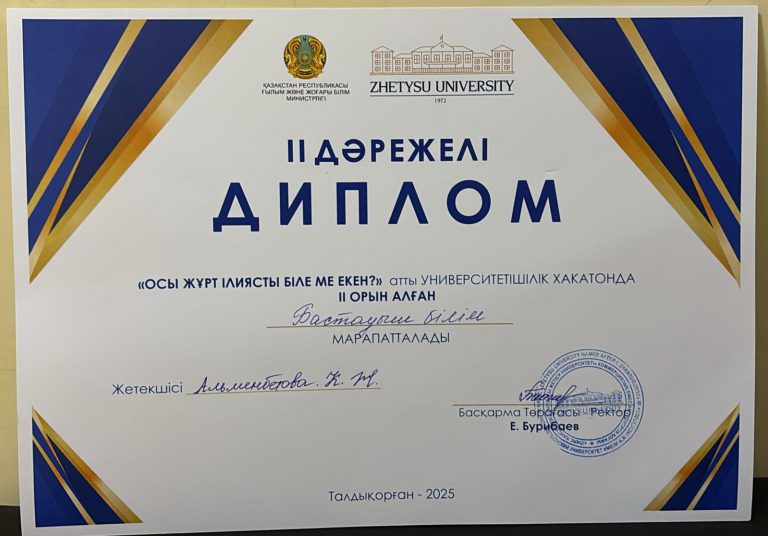 ҚАЗАҚСТАН РЕСПУБЛИКАСЫ
ҒЫЛЫМ ЖӘНЕ ЖОҒАРЫ БІЛІМ
МИНИСТРЛІГІ
ZHETYSU UNIVERSITY
1972
II ДӘРЕЖЕЛІ
ДИПЛОМ
«ОСЫ ЖҰРТ ІЛИЯСТЫ БІЛЕ МЕ ЕКЕН?» атты УНИВЕРСИТЕТІШІЛІК ХАКАТОНДА
II ОРЫН АЛҒАН
Бастауыш білім
МАРАПАТТАЛАДЫ
Жетекшісі Альменбетова. К. Ж.
Басқарма Төрағасы - Ректор
Е. Бурибаев
Талдықорған - 2025